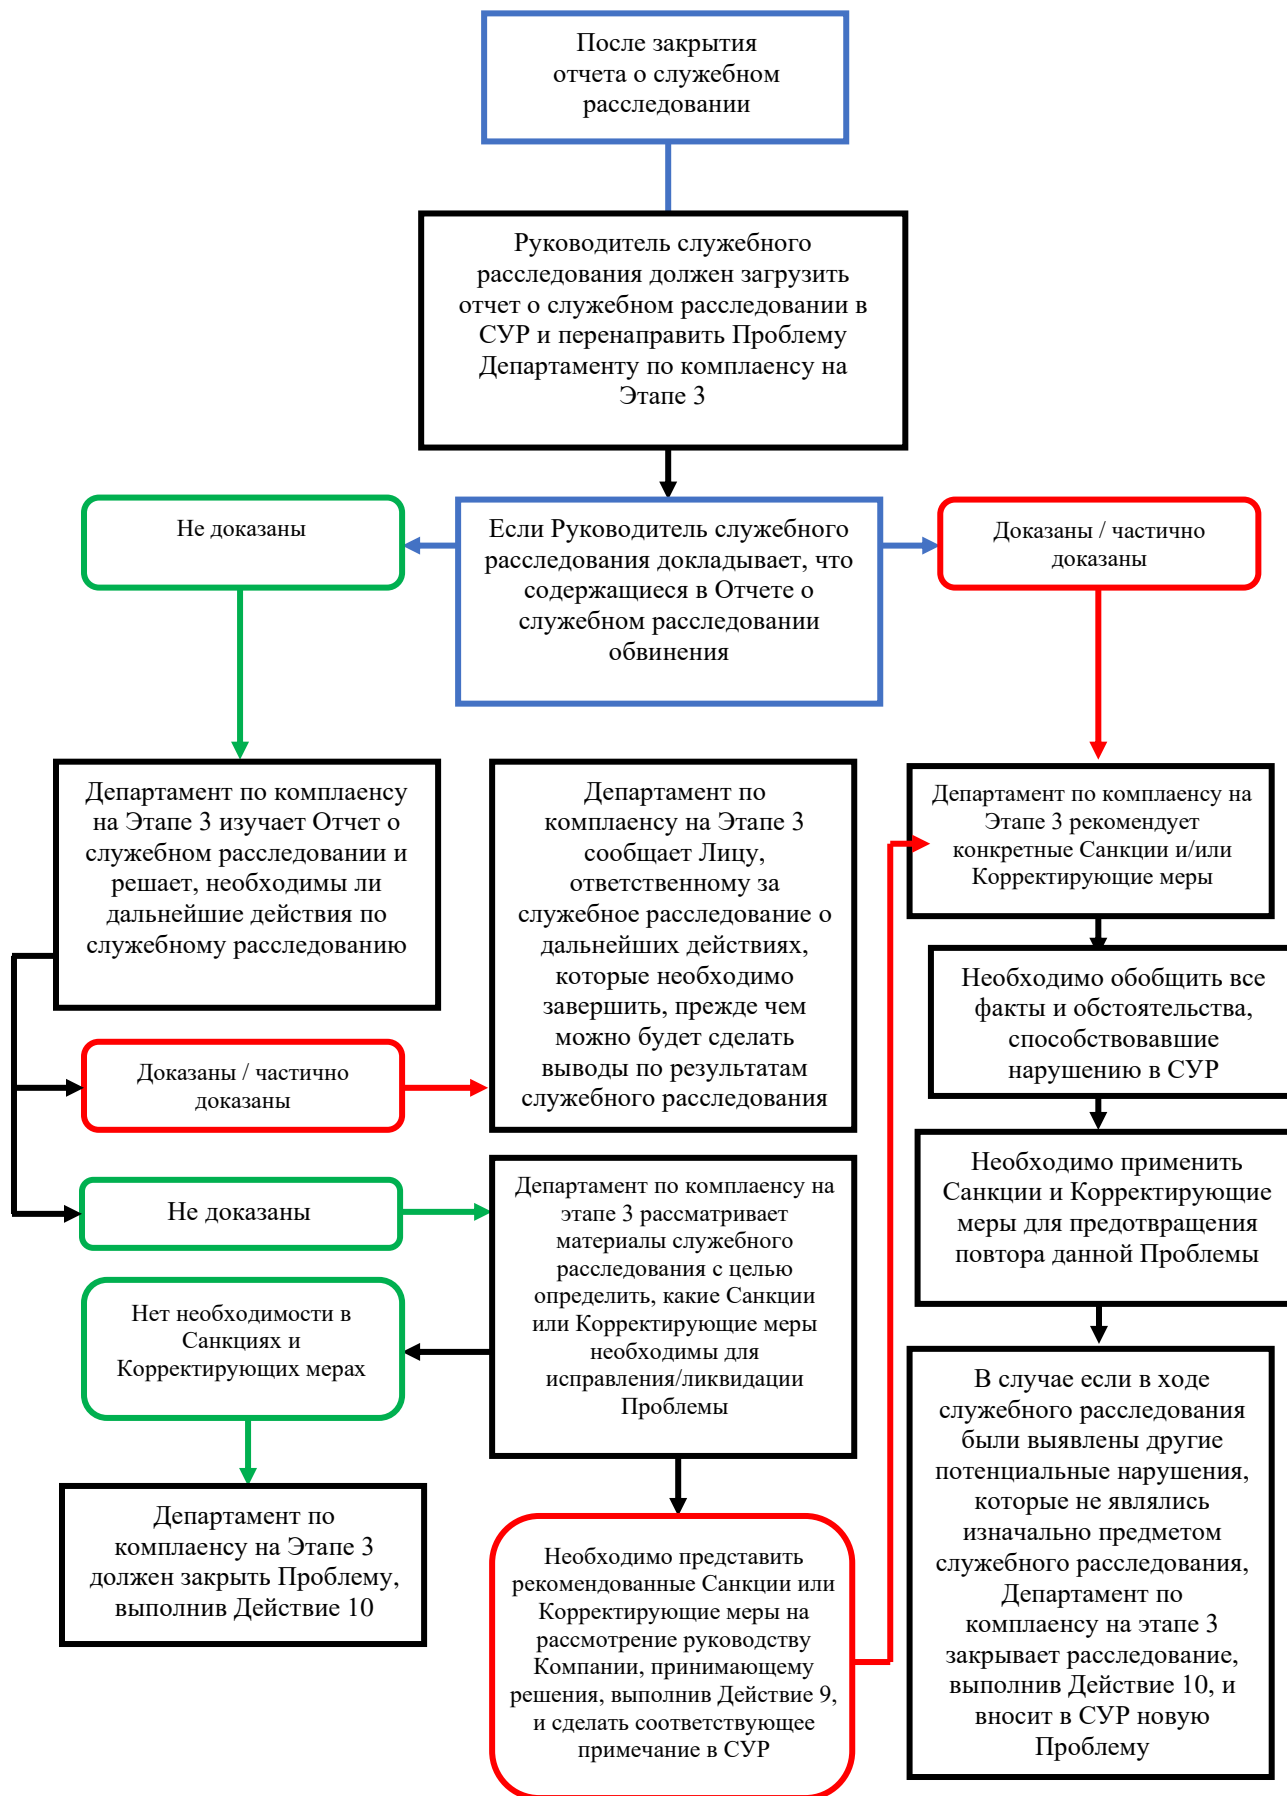 После закрытия
отчета о служебном
расследовании
Руководитель служебного
расследования должен загрузить
отчет о служебном расследовании в
СУР и перенаправить Проблему
Департаменту по комплаенсу на
Этапе 3
Не доказаны
Если Руководитель служебного
расследования докладывает, что
содержащиеся в Отчете о
служебном расследовании
обвинения
Доказаны / частично
доказаны
Департамент по комплаенсу
на Этапе 3 изучает Отчет о
служебном расследовании и
решает, необходимы ли
дальнейшие действия по
служебному расследованию
Департамент по
комплаенсу на Этапе 3
сообщает Лицу,
ответственному за
служебное расследование о
дальнейших действиях,
которые необходимо
завершить, прежде чем
можно будет сделать
выводы по результатам
служебного расследования
Департамент по комплаенсу на
Этапе 3 рекомендует
конкретные Санкции и/или
Корректирующие меры
Необходимо обобщить все
факты и обстоятельства,
способствовавшие
нарушению в СУР
Доказаны / частично
доказаны
Необходимо применить
Санкции и Корректирующие
меры для предотвращения
повтора данной Проблемы
Не доказаны
Департамент по комплаенсу на
этапе 3 рассматривает
материалы служебного
расследования с целью
определить, какие Санкции
или Корректирующие меры
необходимы для
исправления/ликвидации
Проблемы
Нет необходимости в
Санкциях и
Корректирующих мерах
В случае если в ходе
служебного расследования
были выявлены другие
потенциальные нарушения,
которые не являлись
изначально предметом
служебного расследования,
Департамент по
комплаенсу на этапе 3
закрывает расследование,
выполнив Действие 10, и
вносит в СУР новую
Проблему
Департамент по
комплаенсу на Этапе 3
должен закрыть Проблему,
выполнив Действие 10
Необходимо представить
рекомендованные Санкции или
Корректирующие меры на
рассмотрение руководству
Компании, принимающему
решения, выполнив Действие 9,
и сделать соответствующее
примечание в СУР